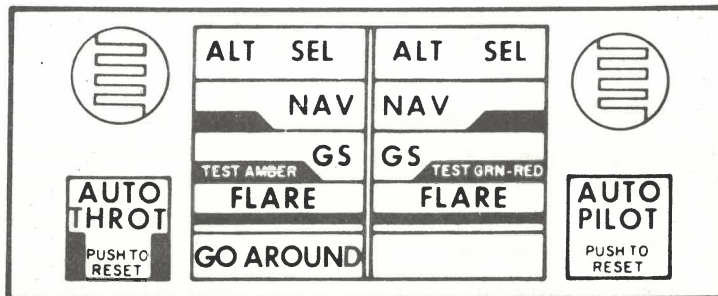 ALT SEL
ALT SEL
NAV
NAV
GS
GS
TEST AMBER
TEST GRN-RED
FLARE
FLARE
GO AROUND
AUTO
THROT
PUSH TO
RESET
AUTO
PILOT
PUSH TO
RESET